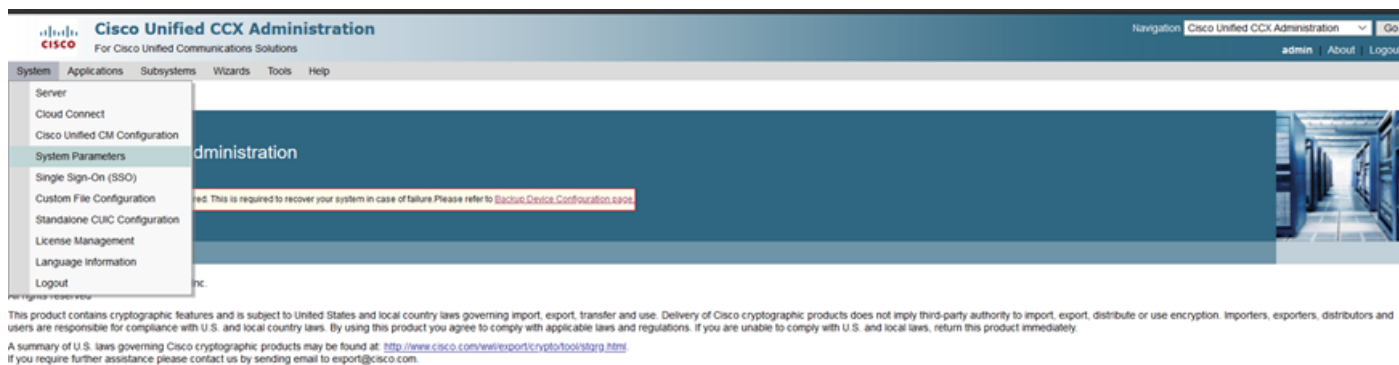 CISCO
Cisco Unified CCX Administration
For Cisco Unified Communications Solutions
Navigation Cisco Unified CCX Administration Go
admin | About | Logou
System Applications Subsystems Wizards Tools Help
Server
Cloud Connect
Cisco Unified CM Configuration
System Parameters
dministration
Single Sign-On (SSO)
Custom File Configuration
red. This is required to recover your system in case of failure.Please refer to Backup Device Configuration page.
Standalone CUIC Configuration
License Management
Language Information
Logout
nc.
All rights reserved
This product contains cryptographic features and is subject to United States and local country laws governing import, export, transfer and use. Delivery of Cisco cryptographic products does not imply third-party authority to import, export, distribute or use encryption. Importers, exporters, distributors and
users are responsible for compliance with U.S. and local country laws. By using this product you agree to comply with applicable laws and regulations. If you are unable to comply with U.S. and local laws, return this product immediately.
A summary of U.S. laws governing Cisco cryptographic products may be found at: http://www.cisco.com/wwl/export/crypto/tool/stqrg.html.
If you require further assistance please contact us by sending email to export@cisco.com.